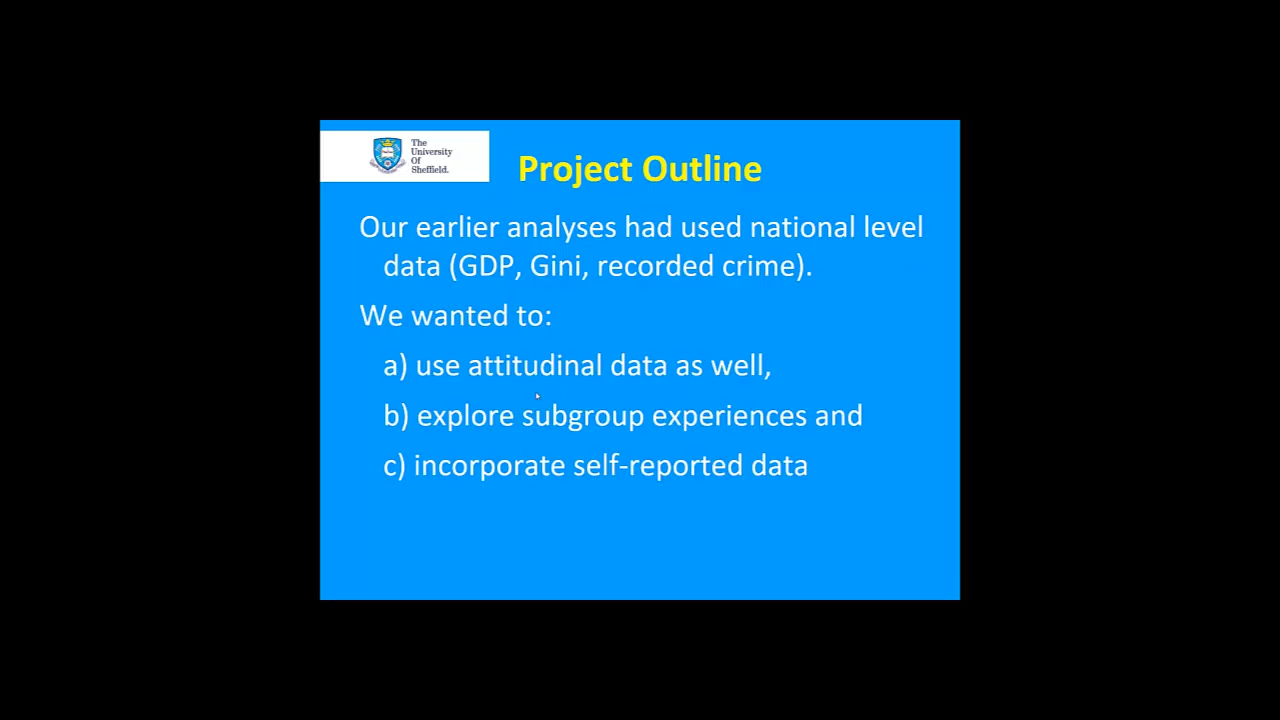 The
University
Of
Sheffield.
Project Outline
Our earlier analyses had used national level
data (GDP, Gini, recorded crime).
We wanted to:
a) use attitudinal data as well,
b) explore subgroup experiences and
c) incorporate self-reported data